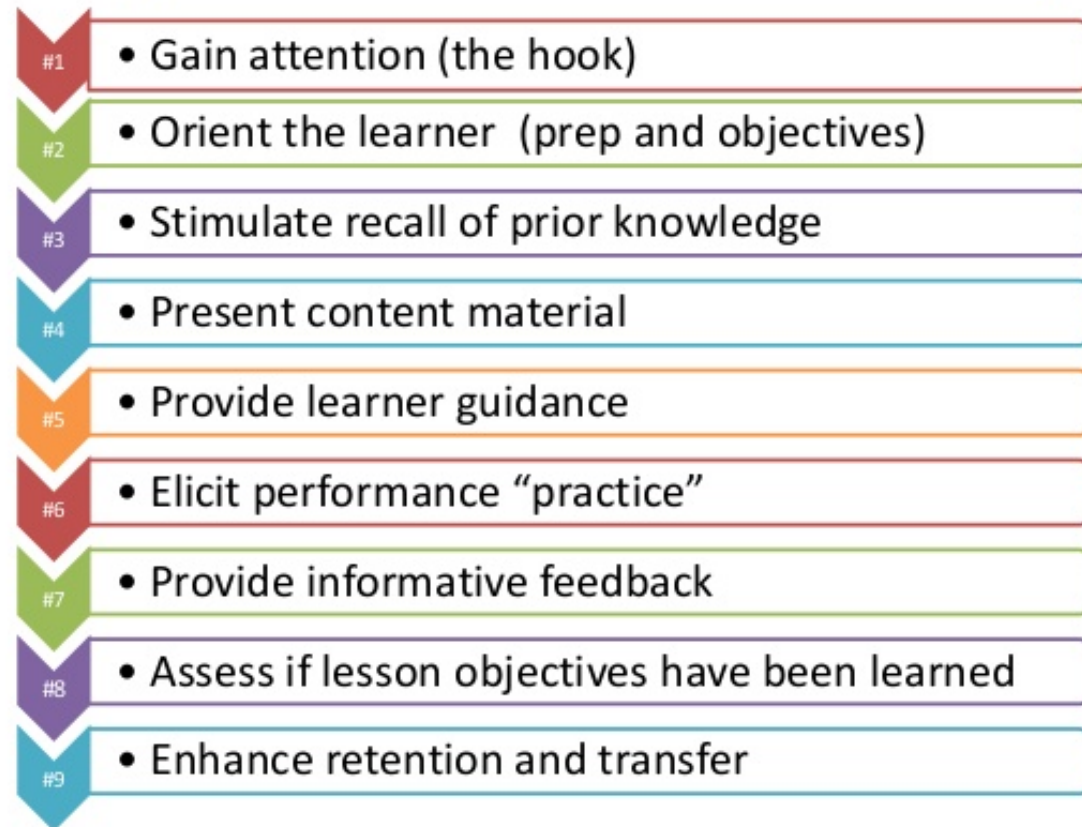 #1 • Gain attention (the hook)
#2 • Orient the learner (prep and objectives)
#3 • Stimulate recall of prior knowledge
#4 • Present content material
#5 • Provide learner guidance
#6 • Elicit performance “practice”
#7 • Provide informative feedback
#8 • Assess if lesson objectives have been learned
#9 • Enhance retention and transfer